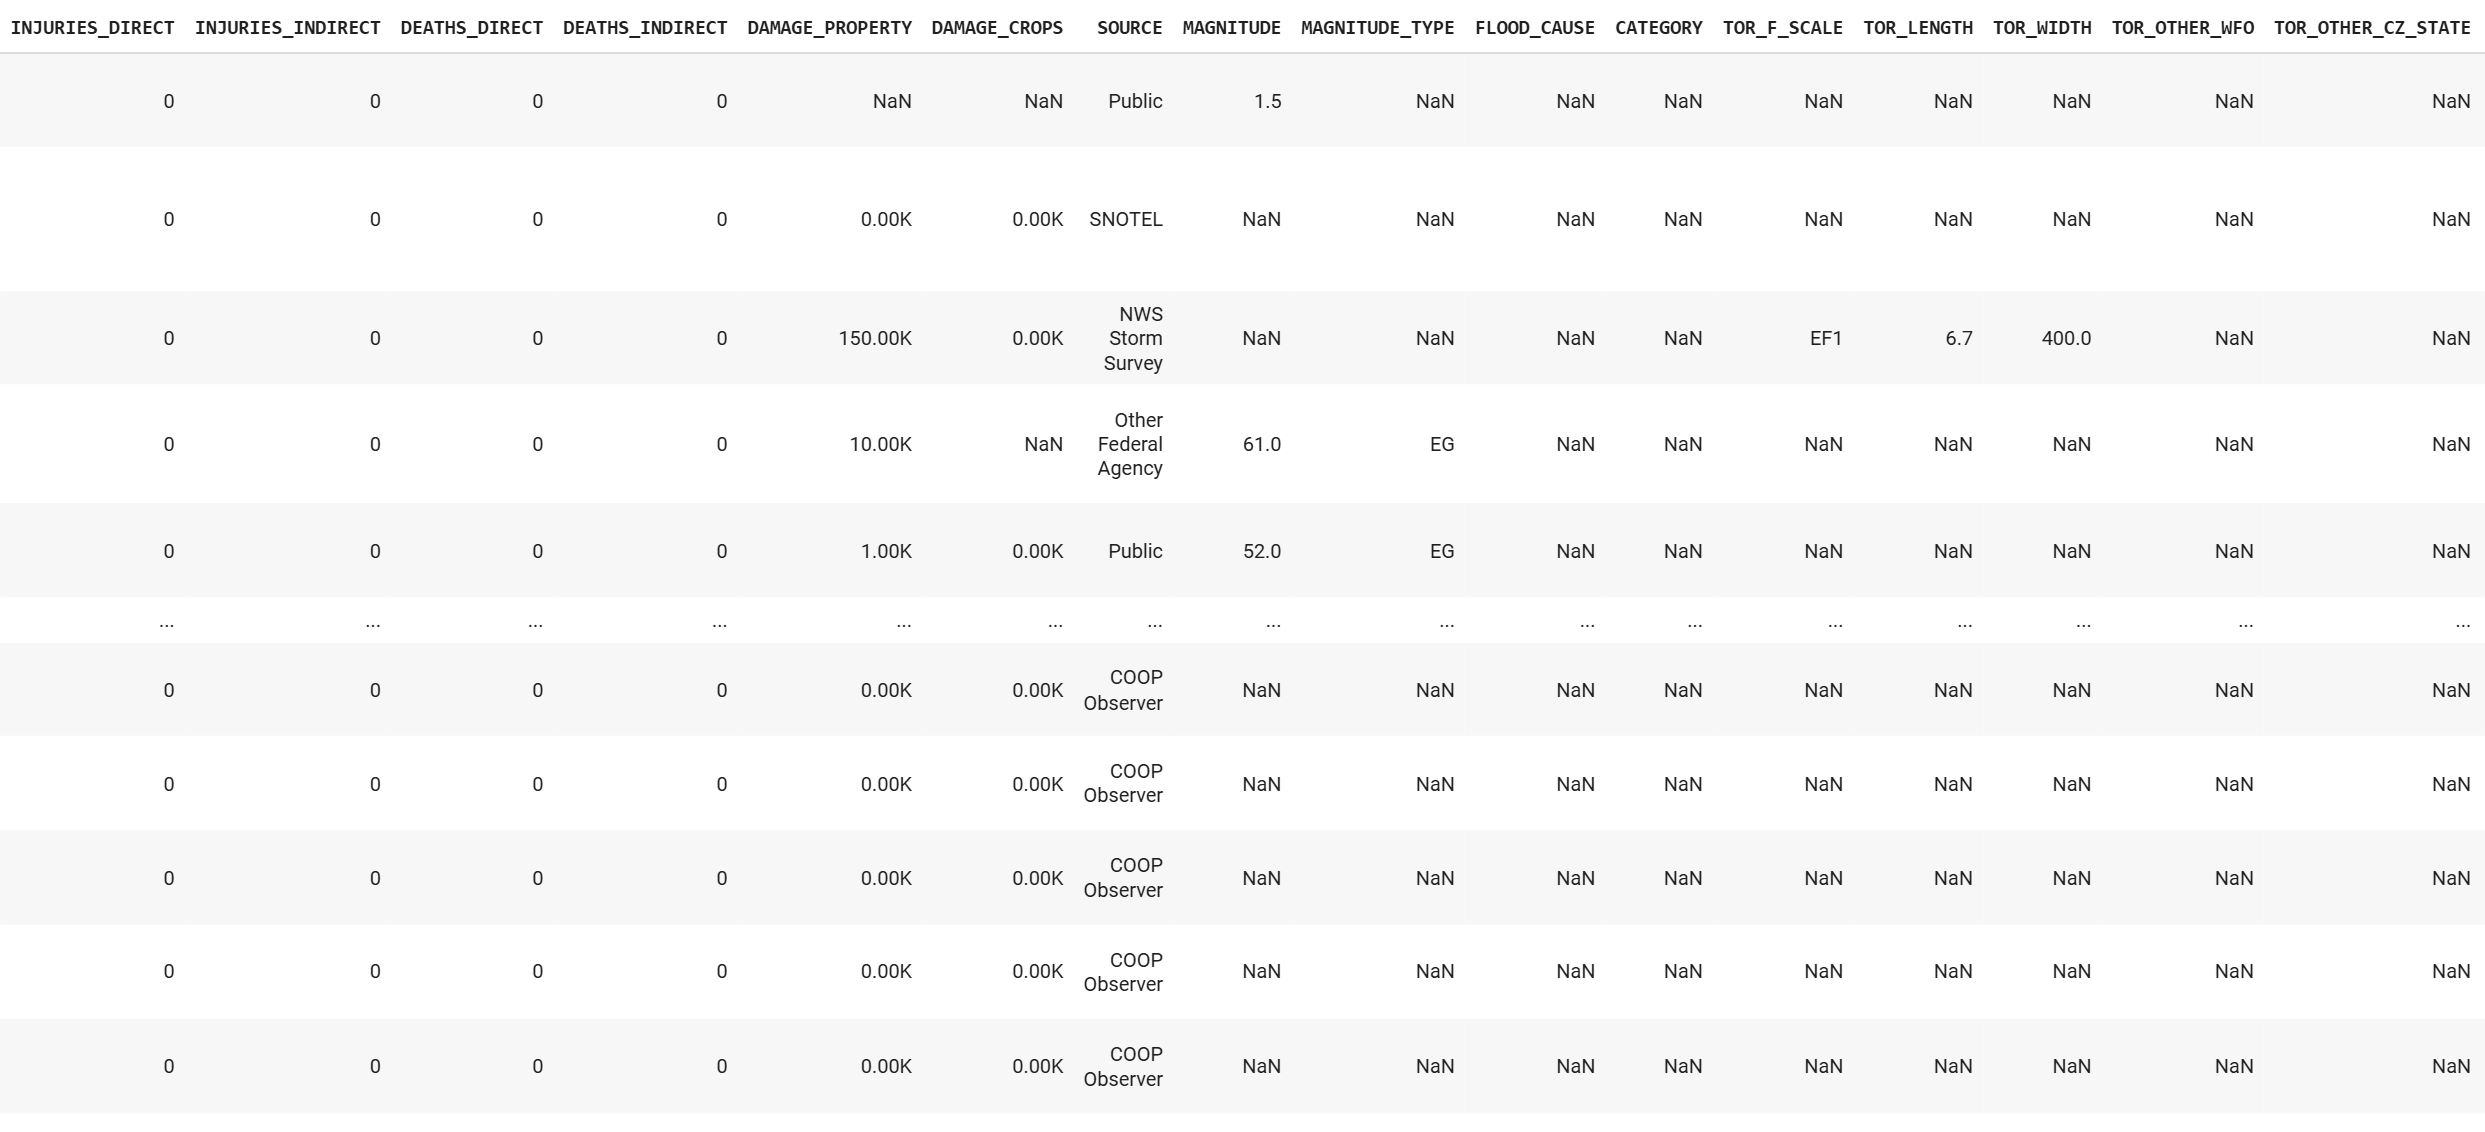 INJURIES_DIRECT INJURIES_INDIRECT DEATHS_DIRECT DEATHS_INDIRECT DAMAGE_PROPERTY DAMAGE_CROPS SOURCE MAGNITUDE MAGNITUDE_TYPE FLOOD_CAUSE CATEGORY TOR_F_SCALE TOR_LENGTH TOR_WIDTH TOR_OTHER_WFO TOR_OTHER_CZ_STATE
0 0 0 0 NaN NaN Public 1.5 NaN NaN NaN NaN NaN NaN NaN NaN
0 0 0 0 0.00K 0.00K SNOTEL NaN NaN NaN NaN NaN NaN NaN NaN NaN
0 0 0 0 150.00K 0.00K NWS Storm Survey NaN NaN NaN NaN EF1 6.7 400.0 NaN NaN
0 0 0 0 10.00K NaN Other Federal Agency 61.0 EG NaN NaN NaN NaN NaN NaN NaN
0 0 0 0 1.00K 0.00K Public 52.0 EG NaN NaN NaN NaN NaN NaN NaN
... ... ... ... ... ... ... ... ... ... ... ... ... ... ... ...
0 0 0 0 0.00K 0.00K COOP Observer NaN NaN NaN NaN NaN NaN NaN NaN NaN
0 0 0 0 0.00K 0.00K COOP Observer NaN NaN NaN NaN NaN NaN NaN NaN NaN
0 0 0 0 0.00K 0.00K COOP Observer NaN NaN NaN NaN NaN NaN NaN NaN NaN
0 0 0 0 0.00K 0.00K COOP Observer NaN NaN NaN NaN NaN NaN NaN NaN NaN
0 0 0 0 0.00K 0.00K COOP Observer NaN NaN NaN NaN NaN NaN NaN NaN NaN